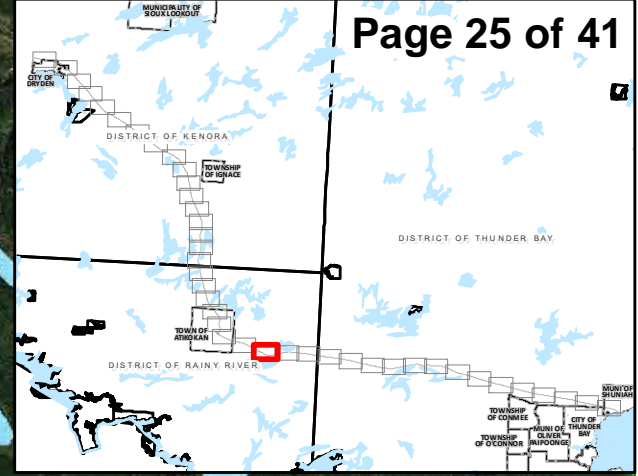 MUNICIPALITY OF
SIOUX LOOKOUT
Page 25 of 41
CITY OF
DRYDEN
DISTRICT OF KENORA
TOWNSHIP
OF IGNACE
DISTRICT OF THUNDER BAY
TOWN OF
ATIKOKAN
DISTRICT OF RAINY RIVER
MUNI OF
SHUNIAH
TOWNSHIP
OF CONMEE
CITY OF
THUNDER
BAY
MUNI OF
OLIVER
PAIPOONGE
TOWNSHIP
OF O'CONNOR